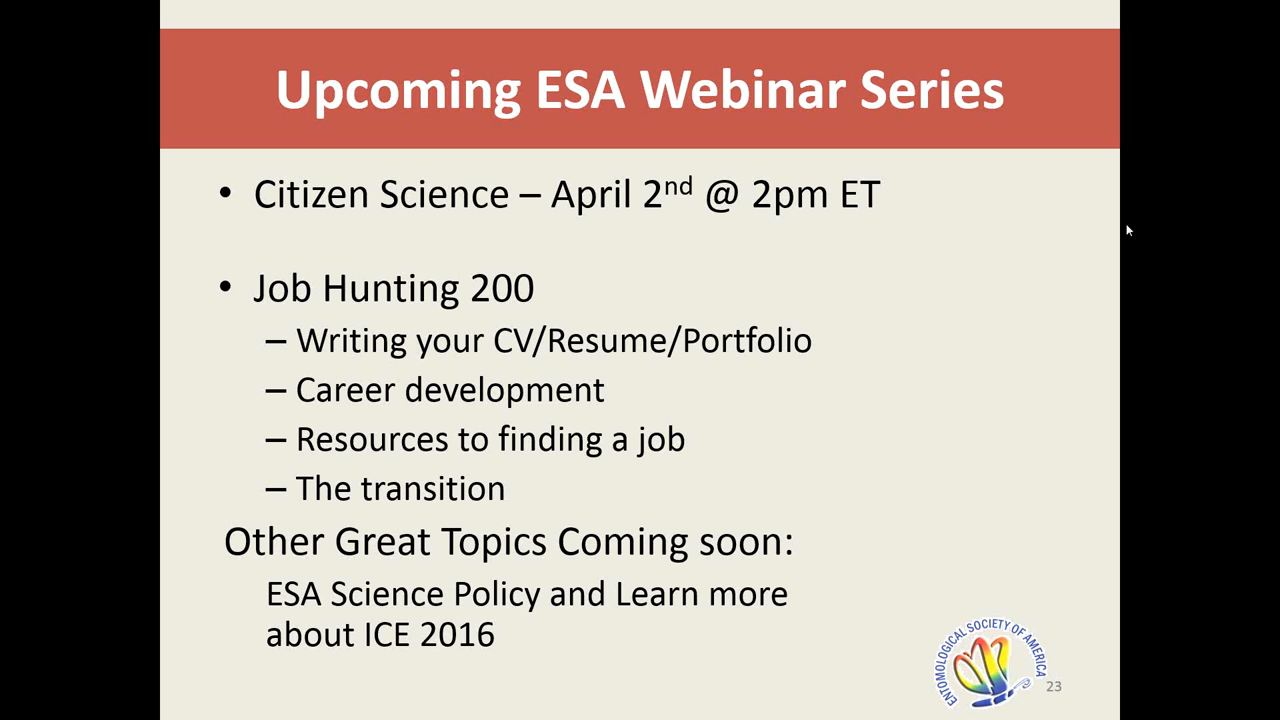 Upcoming ESA Webinar Series
• Citizen Science – April 2nd @ 2pm ET
• Job Hunting 200
– Writing your CV/Resume/Portfolio
– Career development
– Resources to finding a job
– The transition
Other Great Topics Coming soon:
ESA Science Policy and Learn more
about ICE 2016
ENTOMOLOGICAL SOCIETY OF AMERICA
23